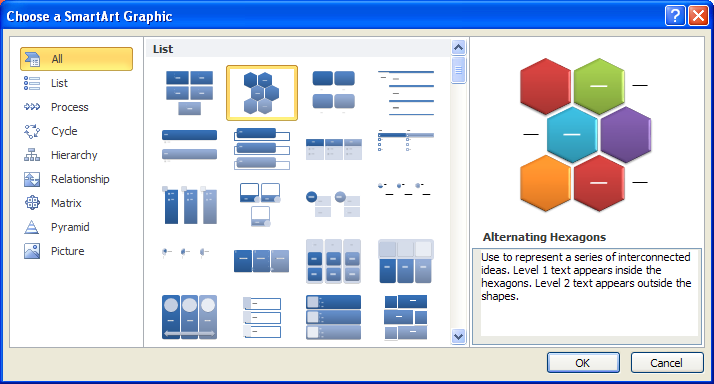 Choose a SmartArt Graphic
All
List
Process
Cycle
Hierarchy
Relationship
Matrix
Pyramid
Picture
List
Alternating Hexagons
Use to represent a series of interconnected
ideas. Level 1 text appears inside the
hexagons. Level 2 text appears outside the
shapes.
OK
Cancel